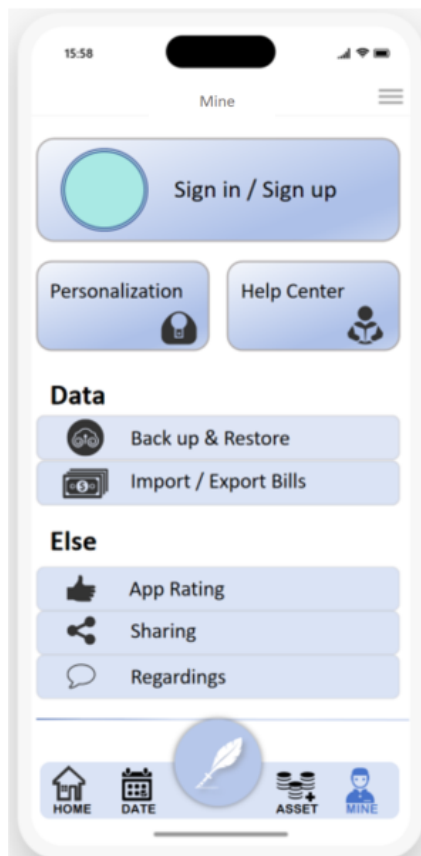 15:58
Mine
Sign in / Sign up
Personalization
Help Center
Data
Back up & Restore
Import / Export Bills
Else
App Rating
Sharing
Regardings
HOME
DATE
ASSET
MINE